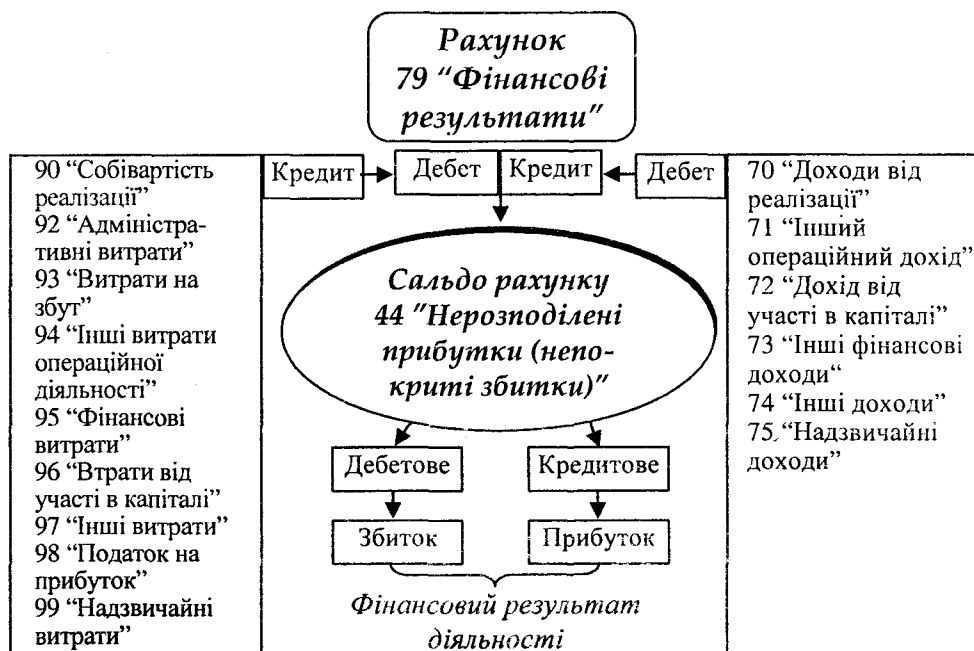 Рахунок
79 “Фінансові
результати”
90 “Собівартість
реалізації”
92 “Адміністра-
тивні витрати”
93 “Витрати на
збут”
94 “Інші витрати
операційної
діяльності”
95 “Фінансові
витрати”
96 “Втрати від
участі в капіталі”
97 “Інші витрати”
98 “Податок на
прибуток”
99 “Надзвичайні
витрати”
Кредит
Дебет
Кредит
Дебет
Сальдо рахунку
44 ”Нерозподілені
прибутки (непо-
криті збитки)”
Дебетове
Кредитове
Збиток
Прибуток
Фінансовий результат
діяльності
70 “Доходи від
реалізації”
71 “Інший
операційний дохід”
72 “Дохід від
участі в капіталі”
73 “Інші фінансові
доходи“
74 “Інші доходи”
75 “Надзвичайні
доходи”